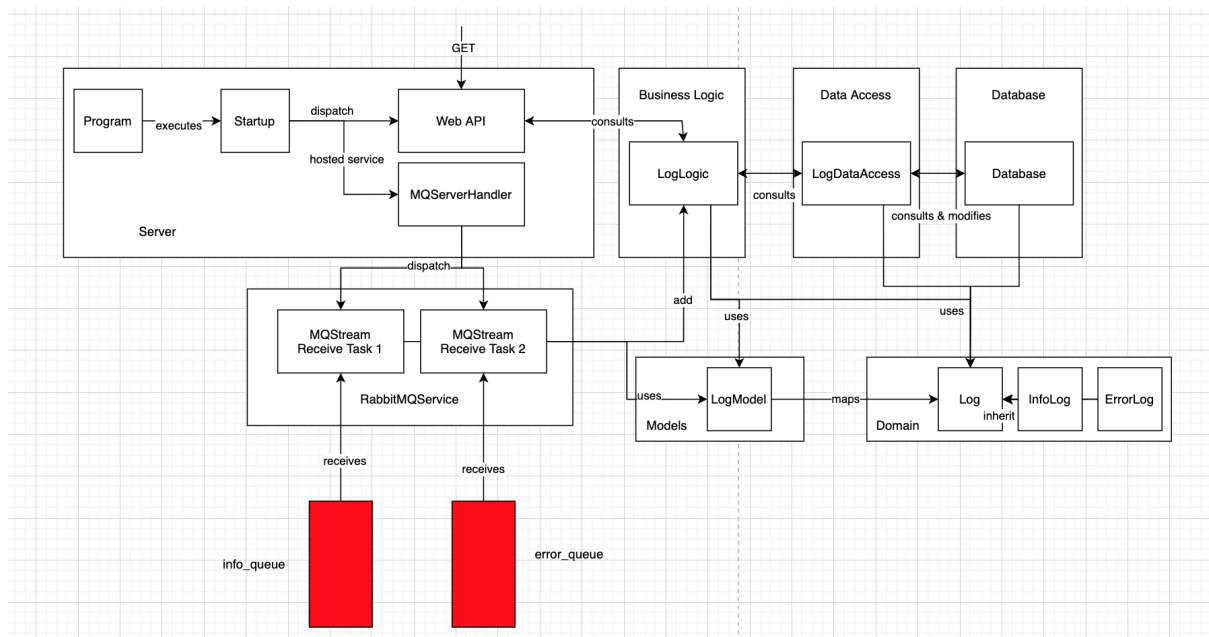 GET
Business Logic
Data Access
Database
Program
executes
Startup
dispatch
Web API
consults
hosted service
MQServerHandler
LogLogic
consults
LogDataAccess
consults & modifies
Database
Server
dispatch
add
uses
uses
MQStream
Receive Task 1
MQStream
Receive Task 2
RabbitMQService
uses
LogModel
Models
maps
Log
inherit
InfoLog
ErrorLog
Domain
receives
receives
info_queue
error_queue